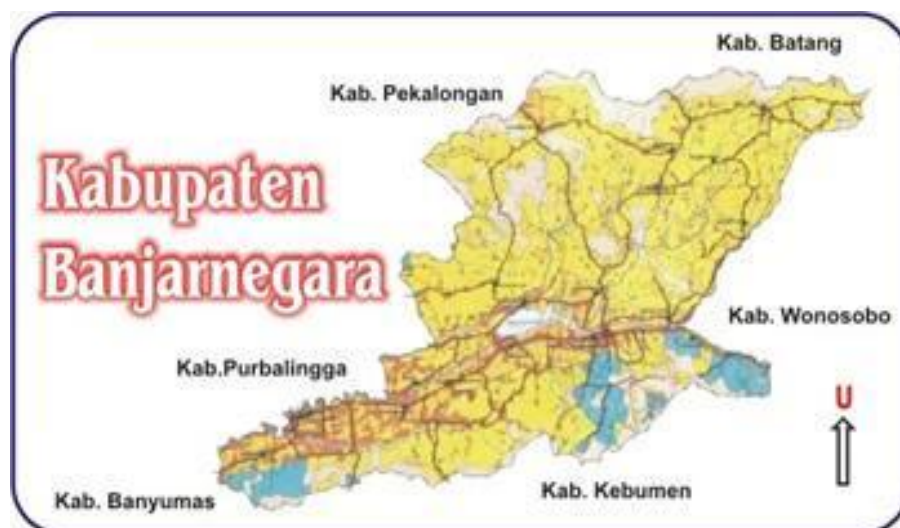 Kab. Batang
Kab. Pekalongan
Kabupaten
Banjarnegara
Kab. Wonosobo
Kab.Purbalingga
U
Kab. Kebumen
Kab. Banyumas